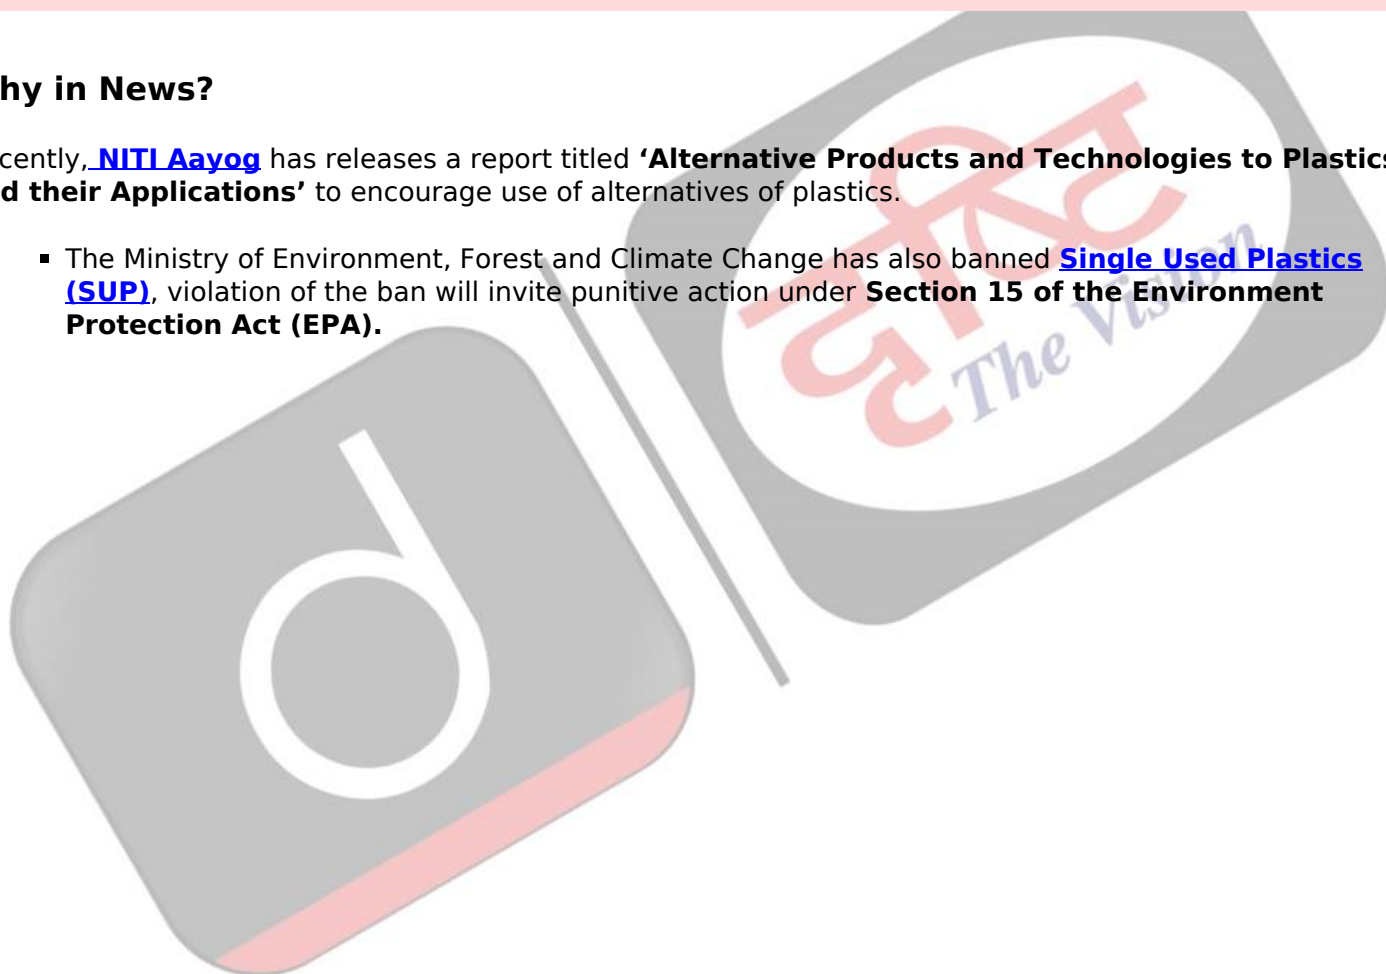 hy in News?
cently, NITI Aayog has releases a report titled ‘Alternative Products and Technologies to Plastics
d their Applications’ to encourage use of alternatives of plastics.
▪ The Ministry of Environment, Forest and Climate Change has also banned Single Used Plastics
(SUP), violation of the ban will invite punitive action under Section 15 of the Environment
Protection Act (EPA).
दृष्टि
The Vision
d